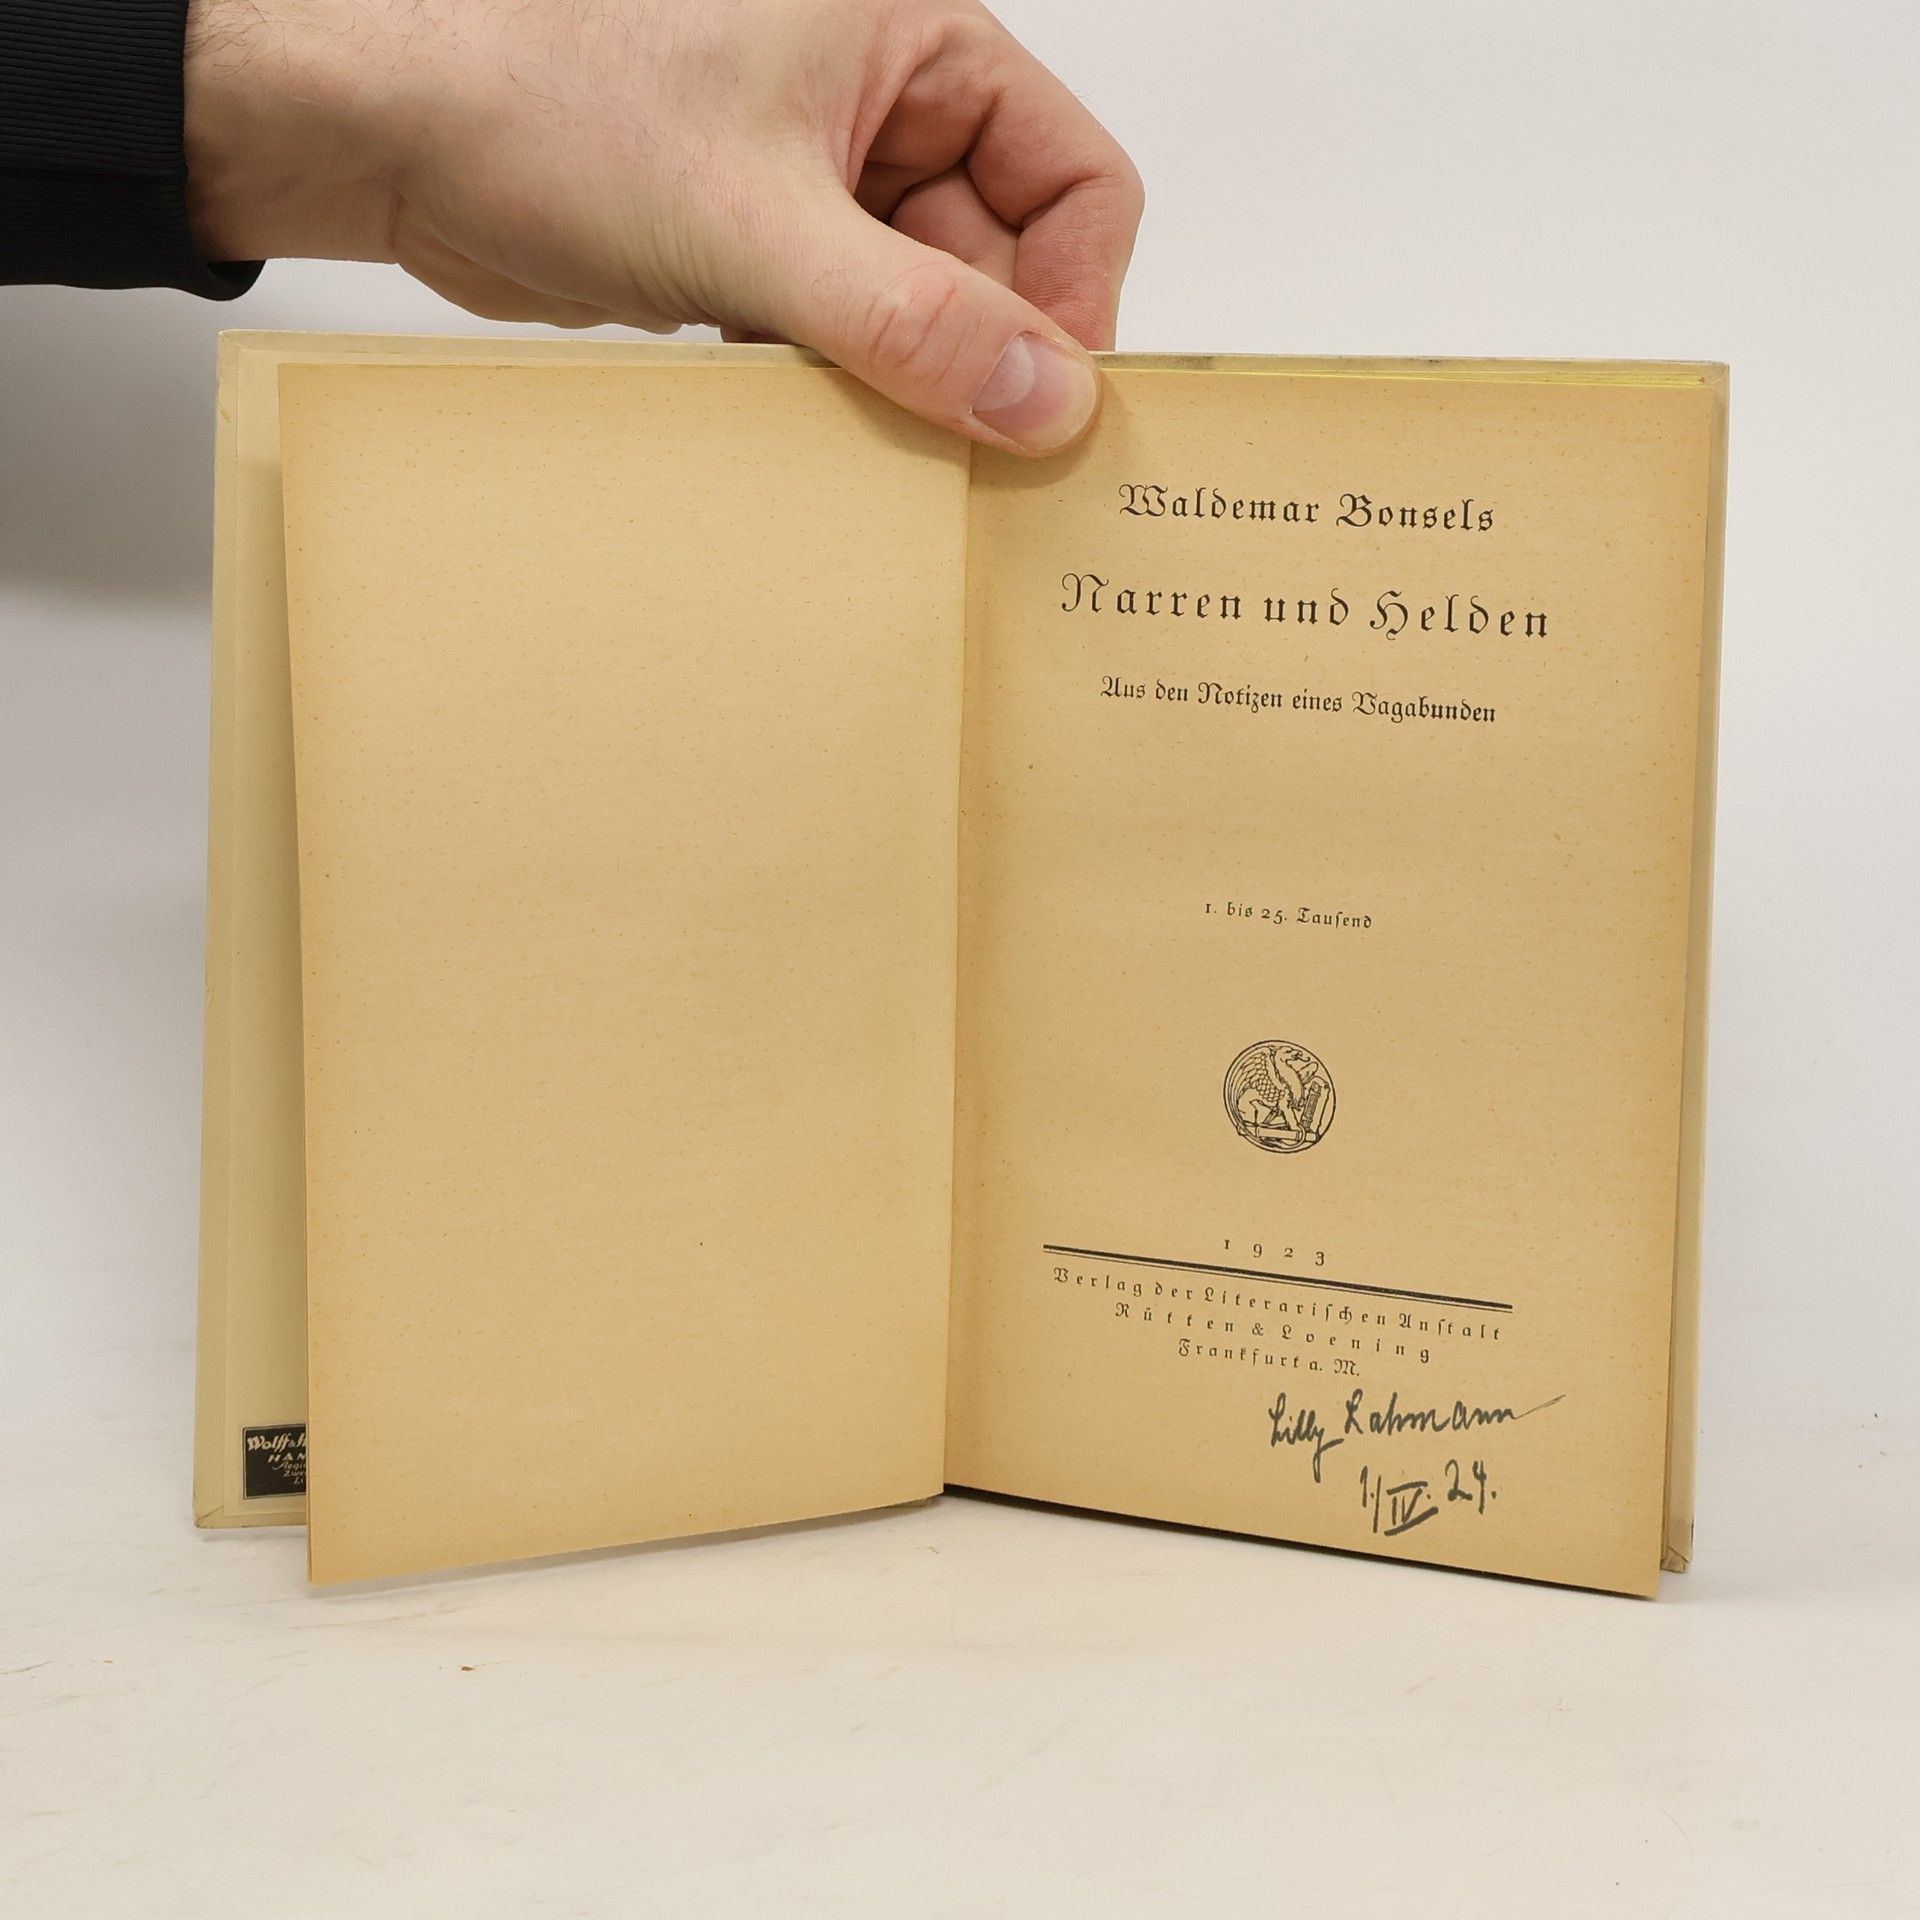 Waldemar Bonsels
Narren und Helden
Aus den Notizen eines Vagabunden
1. bis 25. Tauſend
1923
Verlag der Literariſchen Anſtalt
Rütten & Loening
Frankfurt a. M.
Lilly Lahmann
1./IV. 24.
Wolff &